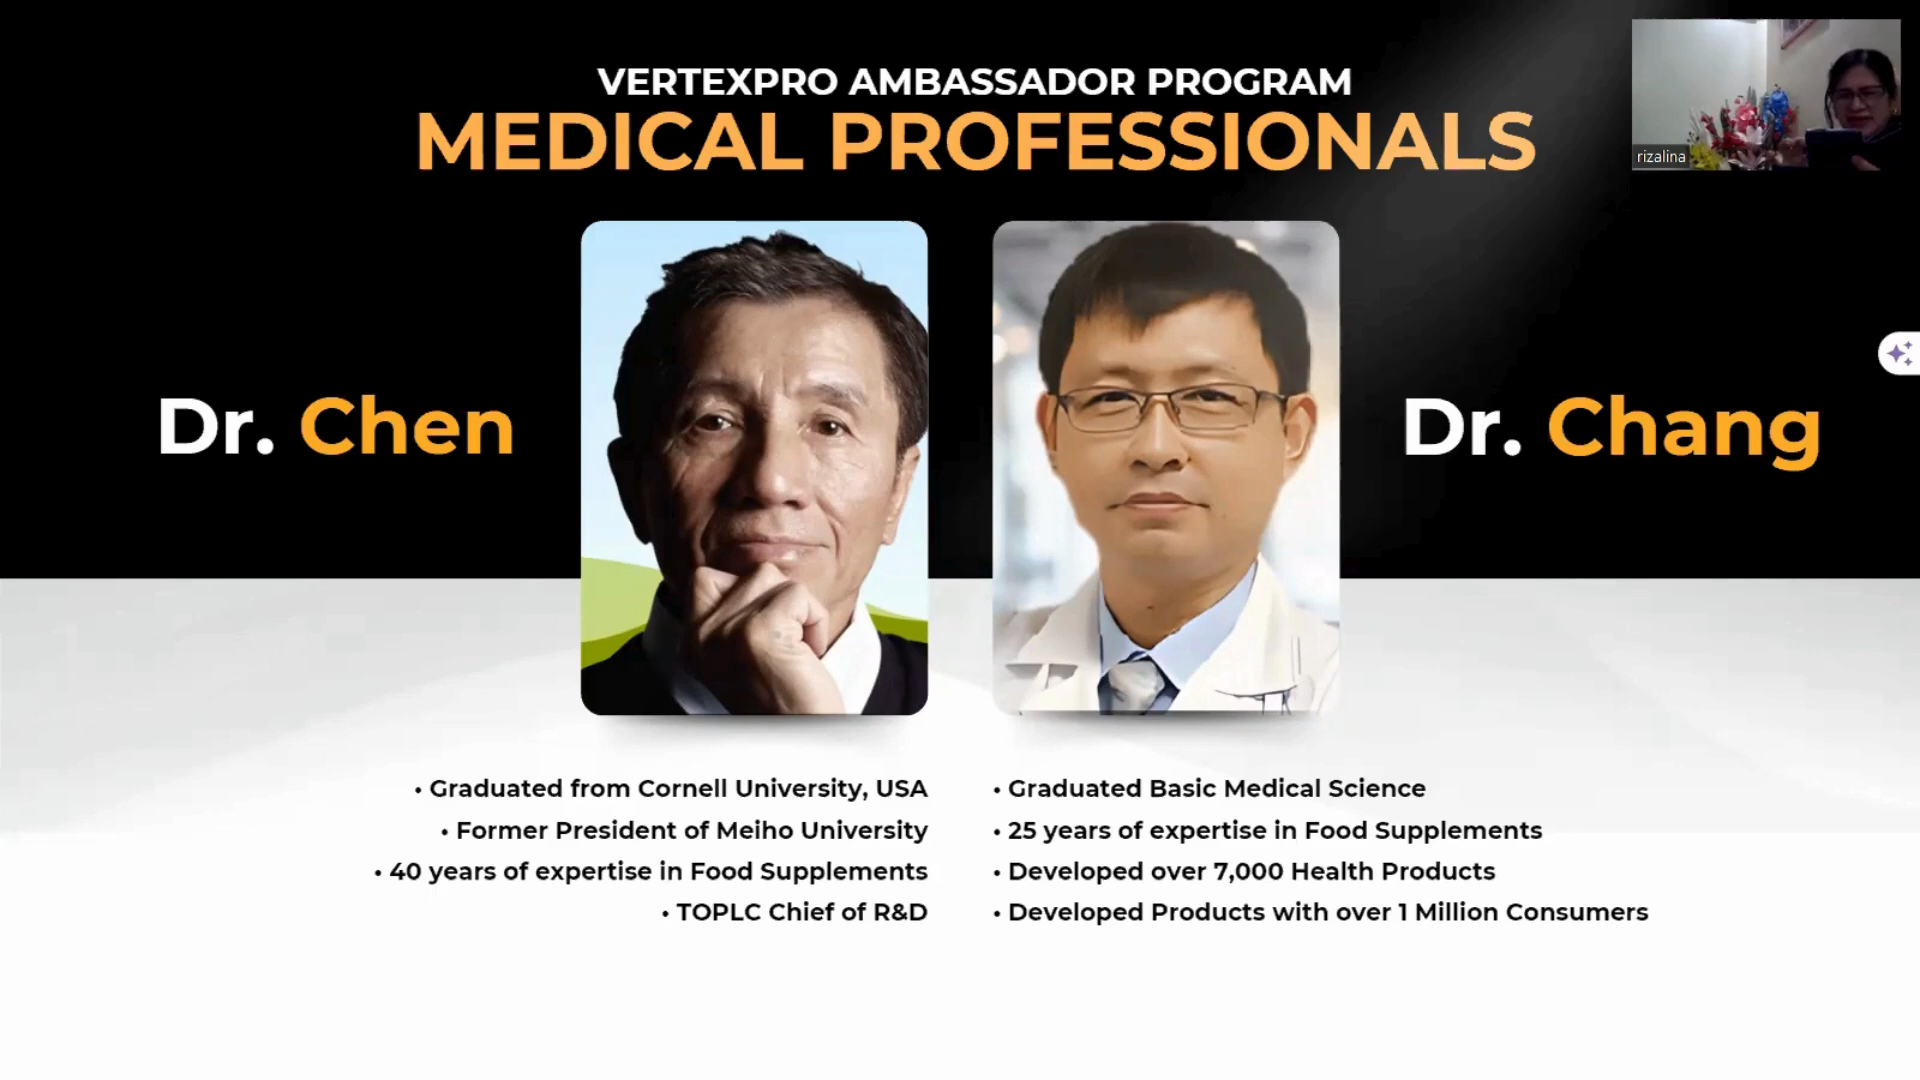 VERTEXPRO AMBASSADOR PROGRAM
MEDICAL PROFESSIONALS
rizalina
Dr. Chen
Dr. Chang
• Graduated from Cornell University, USA
• Former President of Meiho University
• 40 years of expertise in Food Supplements
• TOPLC Chief of R&D
• Graduated Basic Medical Science
• 25 years of expertise in Food Supplements
• Developed over 7,000 Health Products
• Developed Products with over 1 Million Consumers